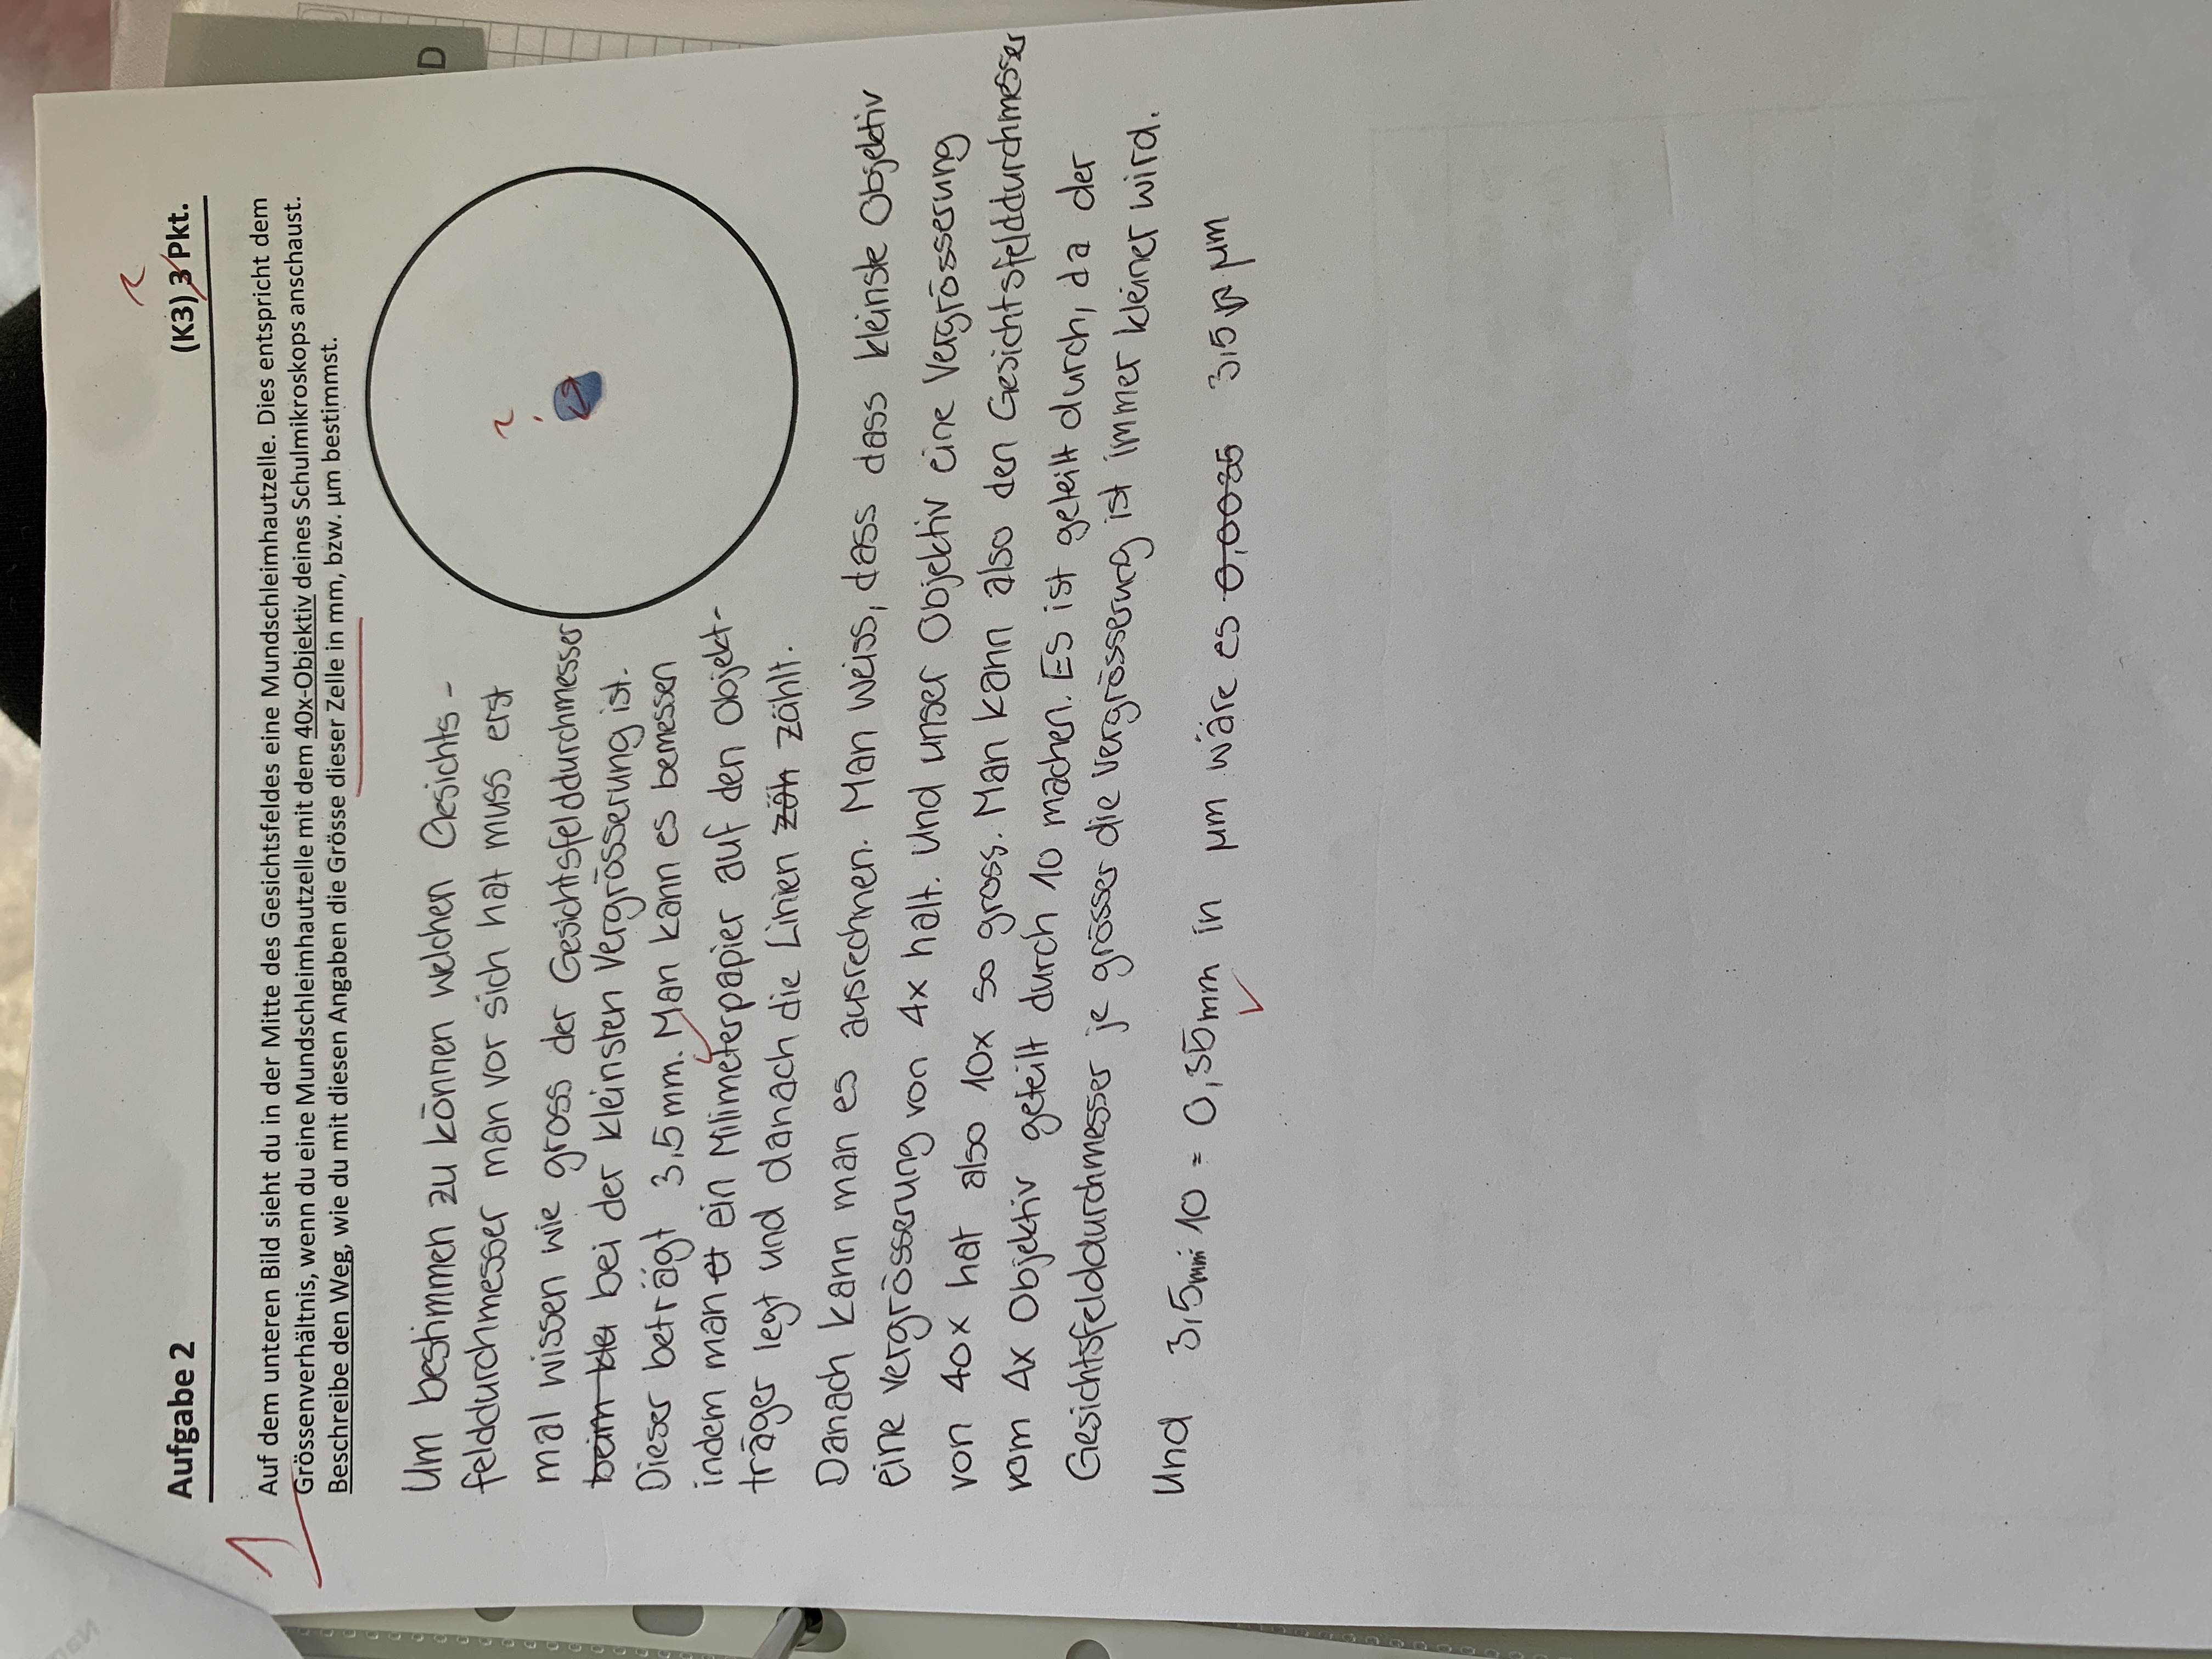 Aufgabe 2
(K3) 3 Pkt.
2
1
Auf dem unteren Bild sieht du in der Mitte des Gesichtsfeldes eine Mundschleimhautzelle. Dies entspricht dem
Grössenverhältnis, wenn du eine Mundschleimhautzelle mit dem 40x-Objektiv deines Schulmikroskops anschaust.
Beschreibe den Weg, wie du mit diesen Angaben die Grösse dieser Zelle in mm, bzw. µm bestimmst.
Um bestimmen zu können welchen Gesichts-
felddurchmesser man vor sich hat muss erst
mal wissen wie gross der Gesichtsfelddurchmesser
bei der kleinsten Vergrösserung ist.
Dieser beträgt 3,5mm. Man kann es bemessen
indem man ein Milimeterpapier auf den Objekt-
träger legt und danach die Linien zäh zählt.
Danach kann man es ausrechnen. Man weiss, dass dass kleinste Objektiv
eine vergrösserung von 4x halt. Und unser Objektiv eine Vergrösserung
von 40x hat also 10x so gross. Man kann also den Gesichtsfelddurchmesser
vom 4x Objektiv geteilt durch 10 machen. Es ist geteilt durch, da der
Gesichtsfelddurchmesser je grösser die vergrösserung ist immer kleiner wird.
Und 3,5mm : 10 = 0,35mm in µm wäre es 0,0035 3,5 µm
D